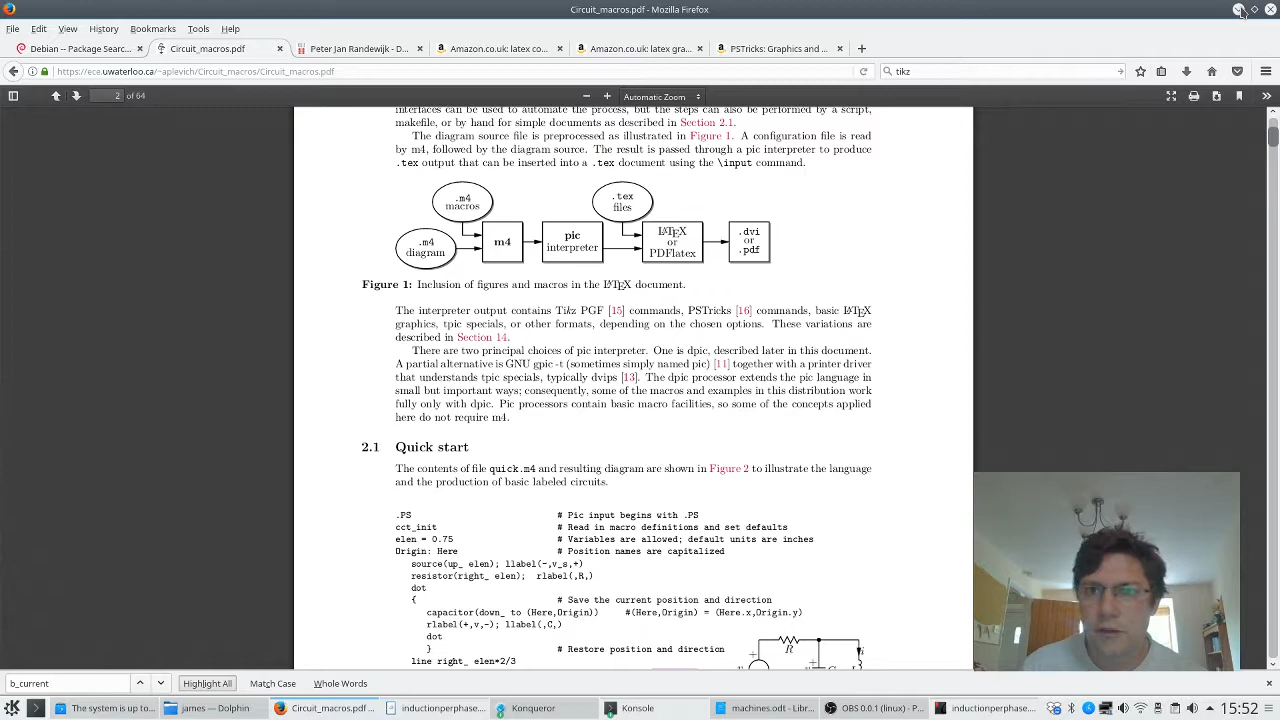 Circuit_macros.pdf - Mozilla Firefox
File Edit View History Bookmarks Tools Help
Debian -- Package Searc... Circuit_macros.pdf Peter Jan Randewijk - D... Amazon.co.uk: latex co... Amazon.co.uk: latex gra... PSTricks: Graphics and ...
https://ece.uwaterloo.ca/~aplevich/Circuit_macros/Circuit_macros.pdf tikz
2 of 64 Automatic Zoom
interfaces can be used to automate the process, but the steps can also be performed by a script,
makefile, or by hand for simple documents as described in Section 2.1.
The diagram source file is preprocessed as illustrated in Figure 1. A configuration file is read
by m4, followed by the diagram source. The result is passed through a pic interpreter to produce
.tex output that can be inserted into a .tex document using the \input command.
.m4
macros
.tex
files
.m4
diagram
m4
pic
interpreter
LATEX
or
PDFlatex
.dvi
or
.pdf
Figure 1: Inclusion of figures and macros in the LATEX document.
The interpreter output contains Tikz PGF [15] commands, PSTricks [16] commands, basic LATEX
graphics, tpic specials, or other formats, depending on the chosen options. These variations are
described in Section 14.
There are two principal choices of pic interpreter. One is dpic, described later in this document.
A partial alternative is GNU gpic -t (sometimes simply named pic) [11] together with a printer driver
that understands tpic specials, typically dvips [13]. The dpic processor extends the pic language in
small but important ways; consequently, some of the macros and examples in this distribution work
fully only with dpic. Pic processors contain basic macro facilities, so some of the concepts applied
here do not require m4.
2.1 Quick start
The contents of file quick.m4 and resulting diagram are shown in Figure 2 to illustrate the language
and the production of basic labeled circuits.
.PS # Pic input begins with .PS
cct_init # Read in macro definitions and set defaults
elen = 0.75 # Variables are allowed; default units are inches
Origin: Here # Position names are capitalized
source(up_ elen); llabel(-,v_s,+)
resistor(right_ elen); rlabel(,R,)
dot
{ # Save the current position and direction
capacitor(down_ to (Here,Origin)) #(Here,Origin) = (Here.x,Origin.y)
rlabel(+,v,-); llabel(,C,)
dot
} # Restore position and direction
line right_ elen*2/3
+ R + i
b_current Highlight All Match Case Whole Words
The system is up to... james — Dolphin Circuit_macros.pdf ... inductionperphase... Konqueror Konsole machines.odt - Libr... OBS 0.0.1 (linux) - Pr... inductionperphase... 15:52